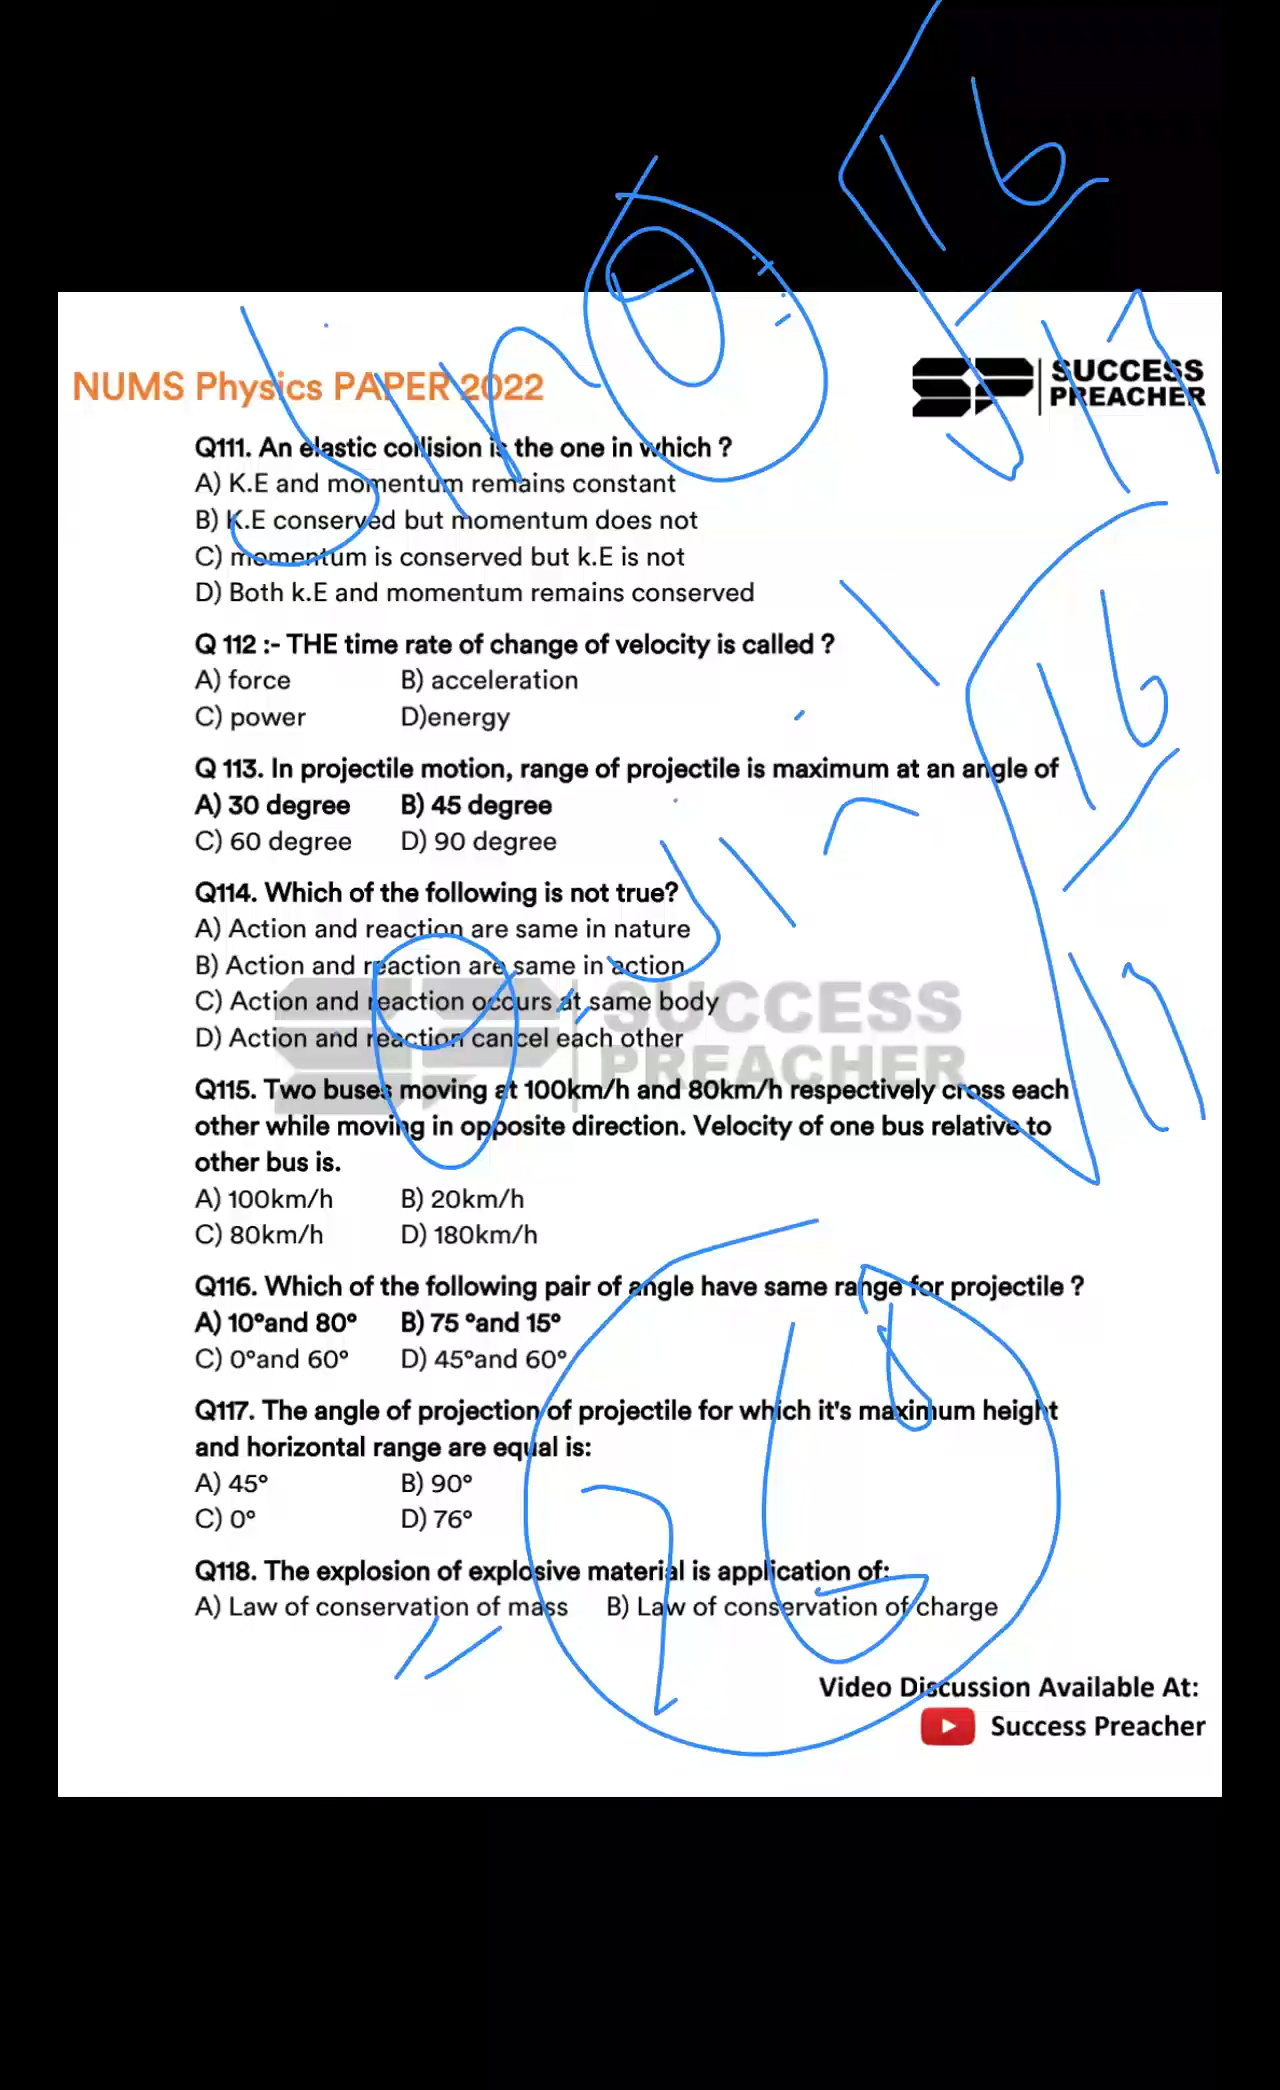 sinθ = √16/17
NUMS Physics PAPER 2022
SUCCESS
PREACHER
Q111. An elastic collision is the one in which ?
A) K.E and momentum remains constant
B) K.E conserved but momentum does not
C) momentum is conserved but k.E is not
D) Both k.E and momentum remains conserved
Q 112 :- THE time rate of change of velocity is called ?
A) force B) acceleration
C) power D)energy
Q 113. In projectile motion, range of projectile is maximum at an angle of
A) 30 degree B) 45 degree
C) 60 degree D) 90 degree
Q114. Which of the following is not true?
A) Action and reaction are same in nature
B) Action and reaction are same in action
C) Action and reaction occurs at same body
D) Action and reaction cancel each other
SUCCESS
PREACHER
θ = sin⁻¹ √16/17
Q115. Two buses moving at 100km/h and 80km/h respectively cross each
other while moving in opposite direction. Velocity of one bus relative to
other bus is.
A) 100km/h B) 20km/h
C) 80km/h D) 180km/h
Q116. Which of the following pair of angle have same range for projectile ?
A) 10°and 80° B) 75 °and 15°
C) 0°and 60° D) 45°and 60°
Q117. The angle of projection of projectile for which it's maximum height
and horizontal range are equal is:
A) 45° B) 90°
C) 0° D) 76°
Q118. The explosion of explosive material is application of:
A) Law of conservation of mass B) Law of conservation of charge
Video Discussion Available At:
Success Preacher